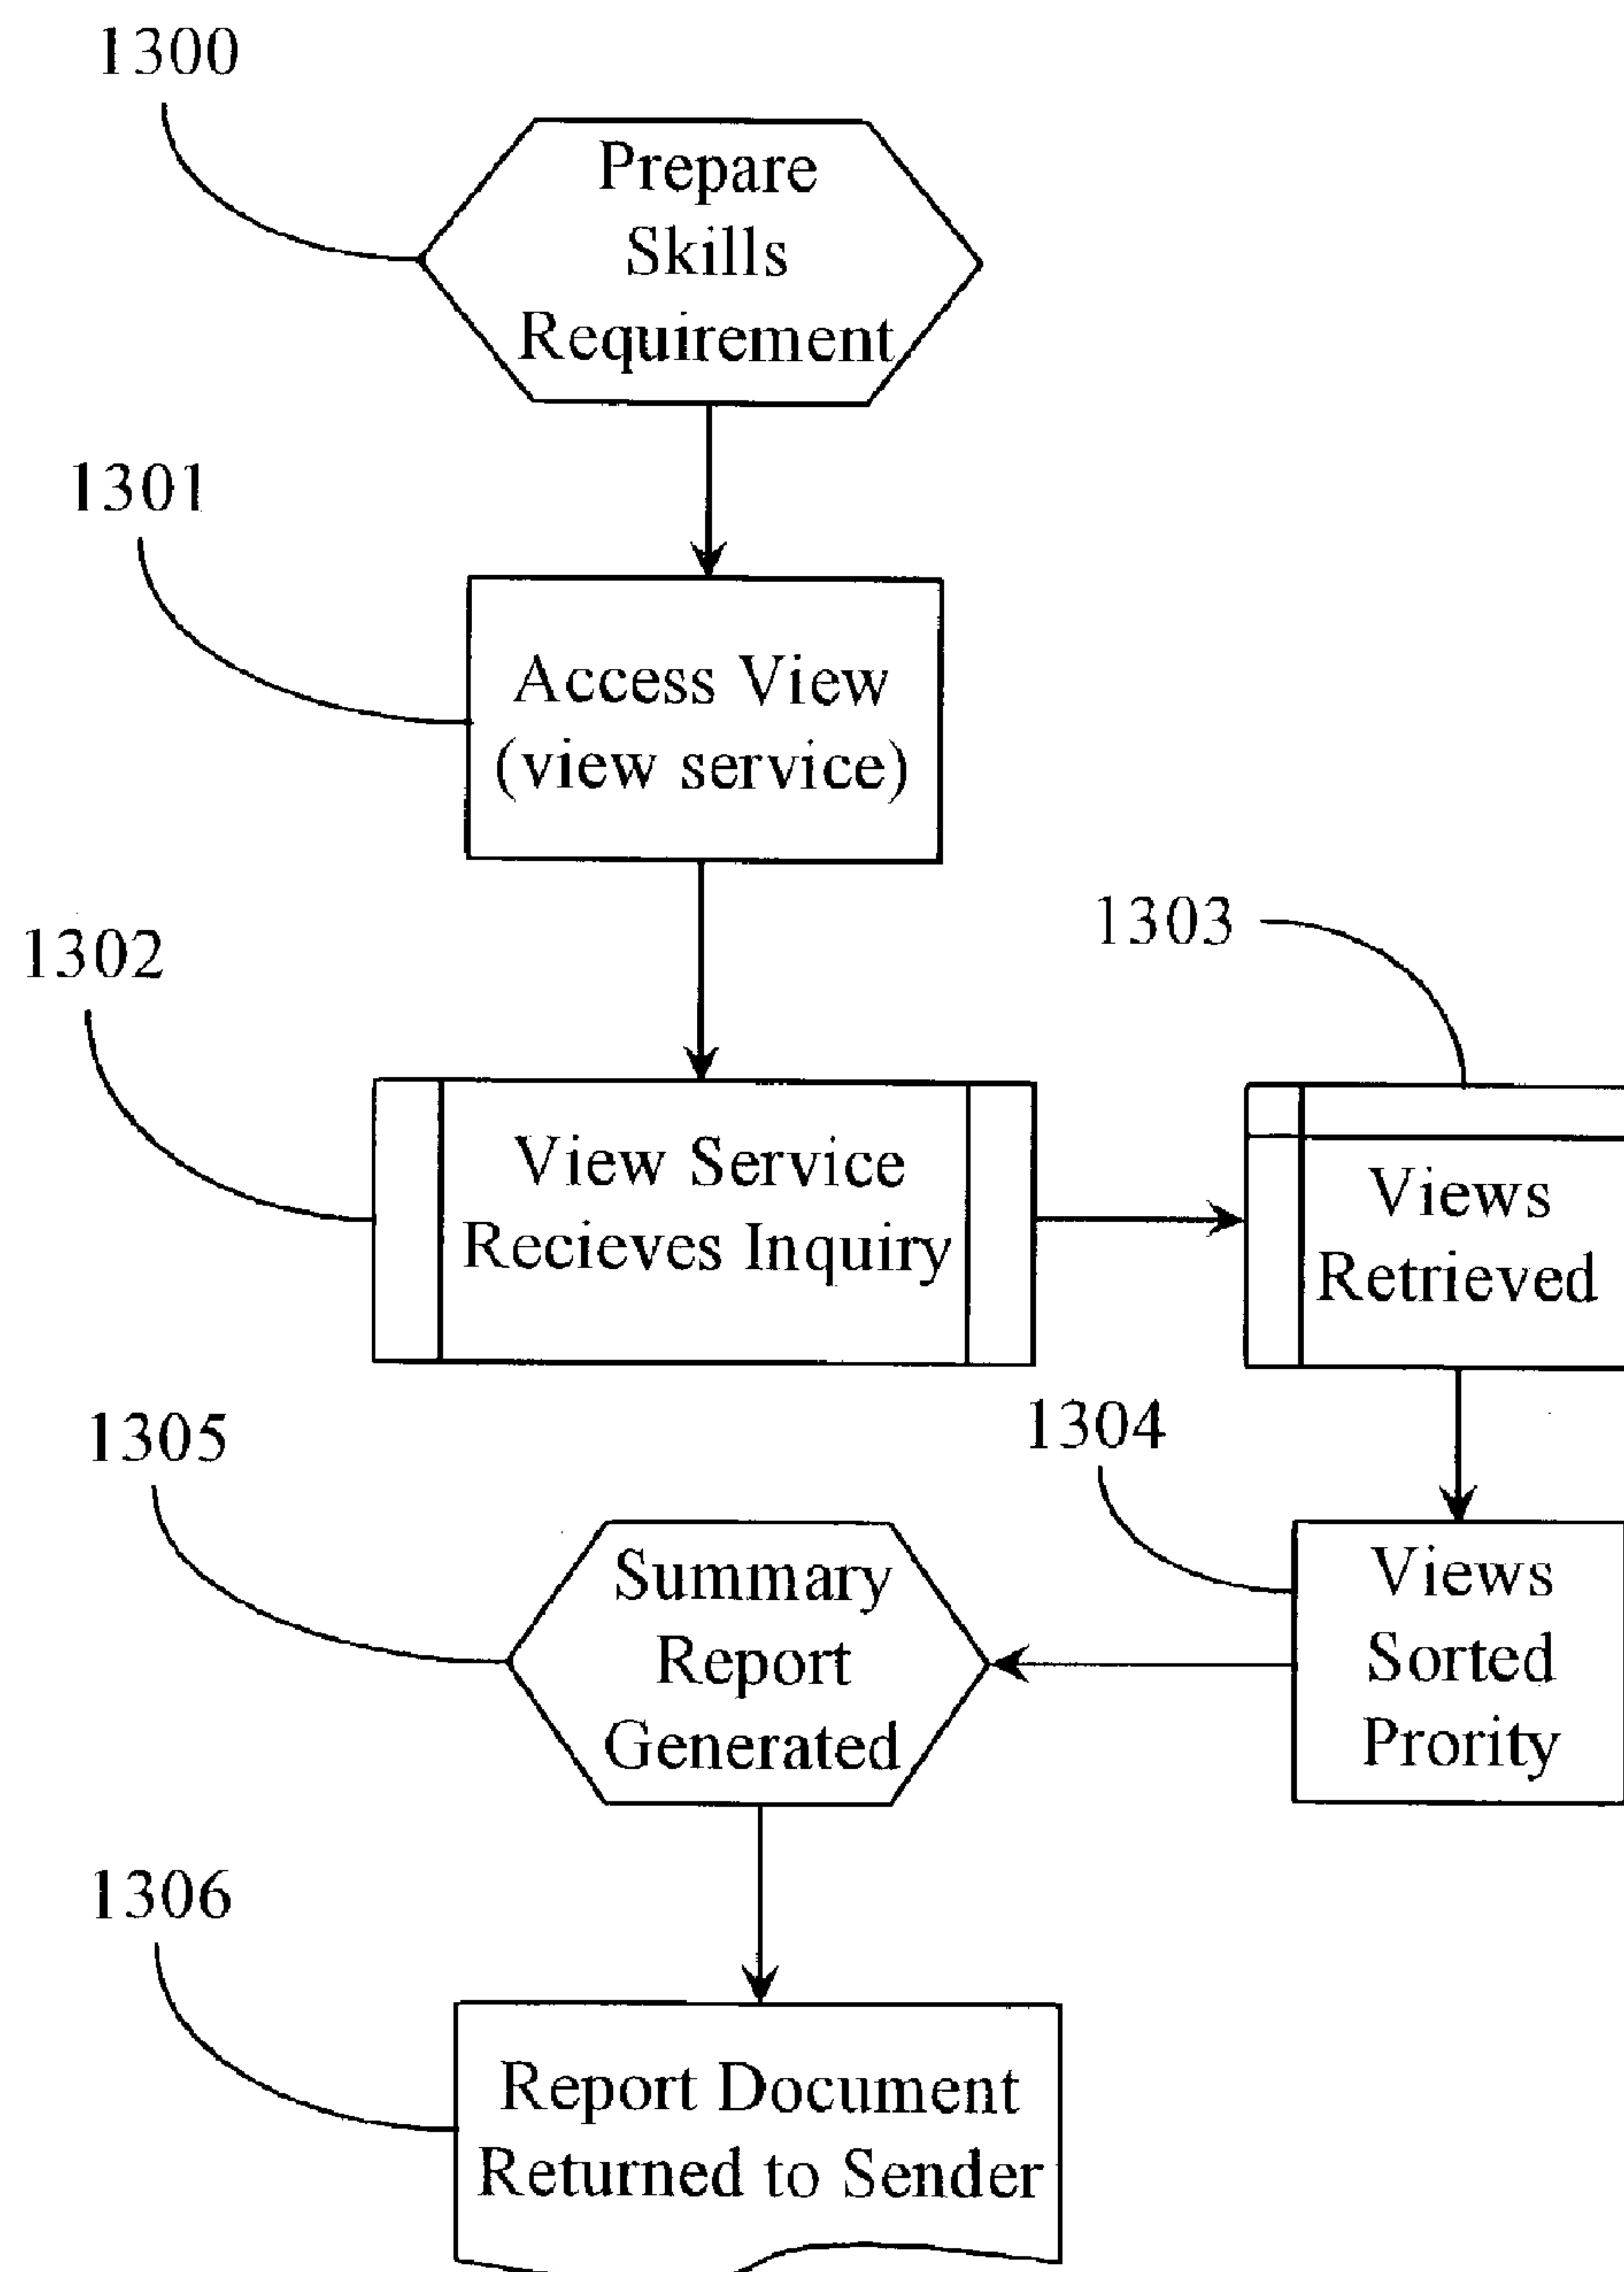 1300
Prepare
Skills
Requirement
1301
Access View
(view service)
1302
View Service
Recieves Inquiry
1303
Views
Retrieved
1304
Views
Sorted
Prority
1305
Summary
Report
Generated
1306
Report Document
Returned to Sender